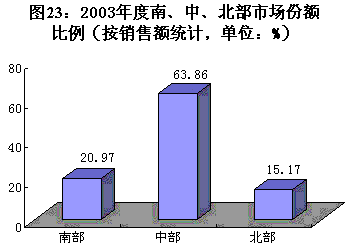 图23：2003年度南、中、北部市场份额
比例（按销售额统计，单位：%）
80
60
40
20
0
20.97
63.86
15.17
南部
中部
北部